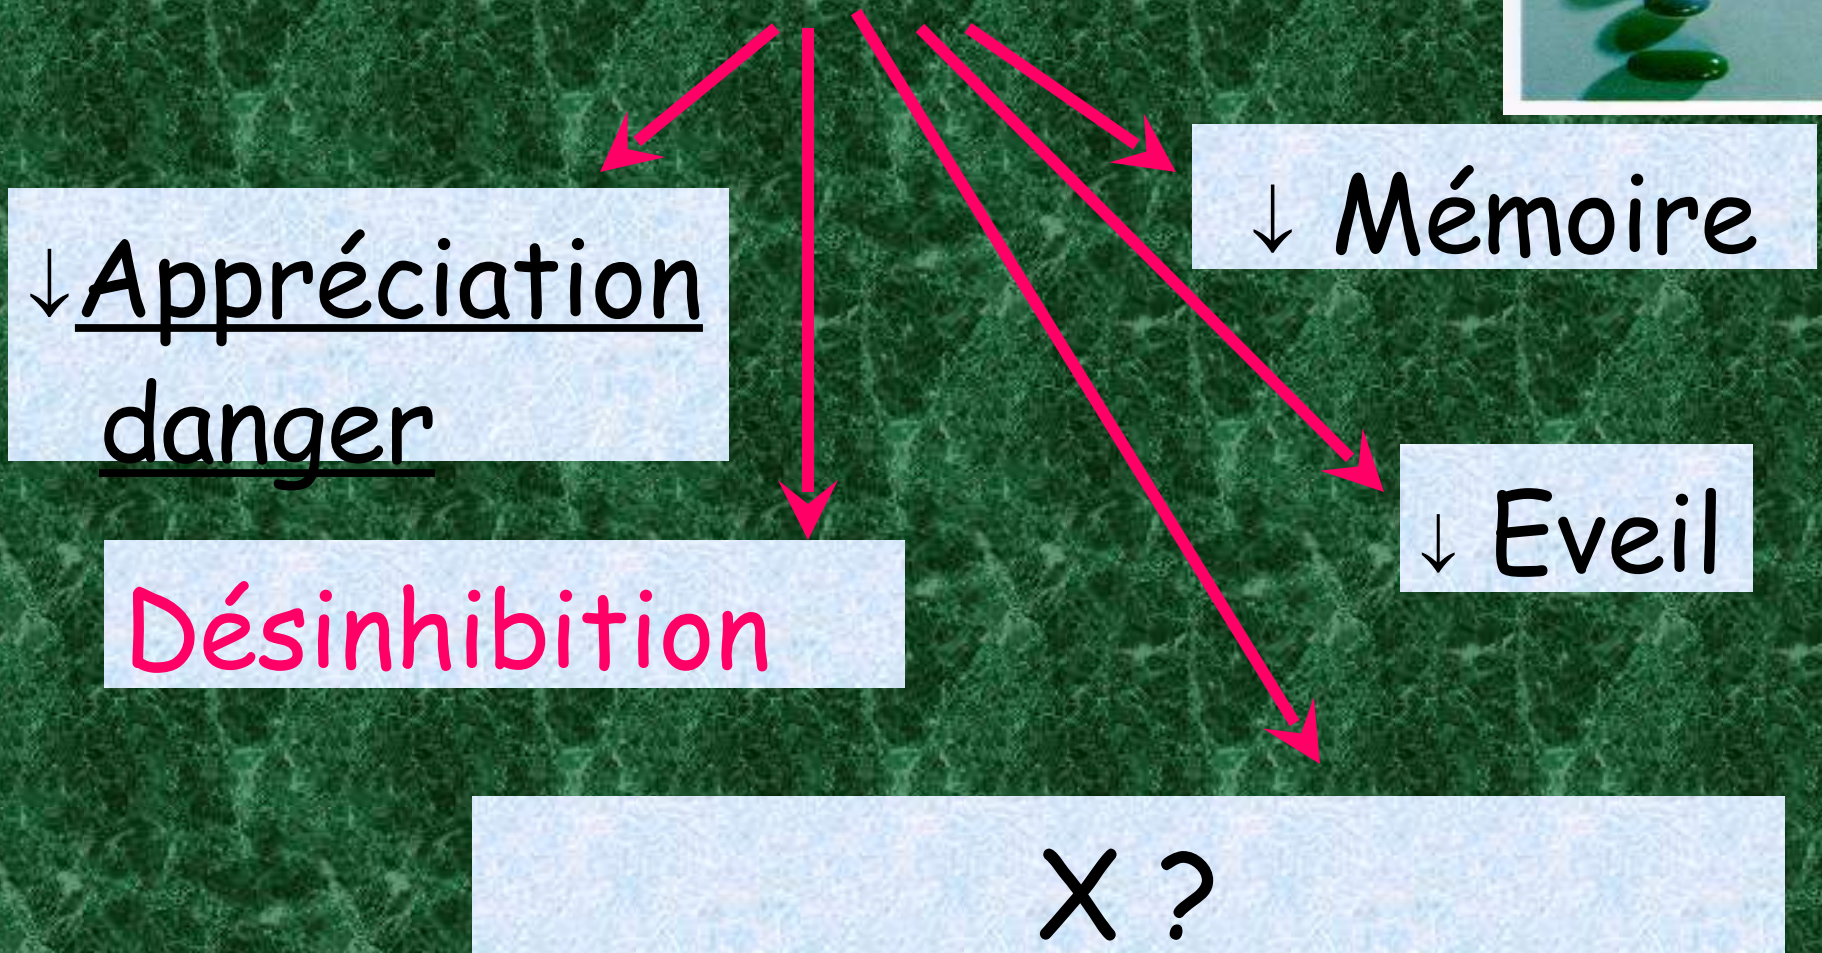 ↓ Mémoire
↓Appréciation
danger
↓ Eveil
Désinhibition
X ?